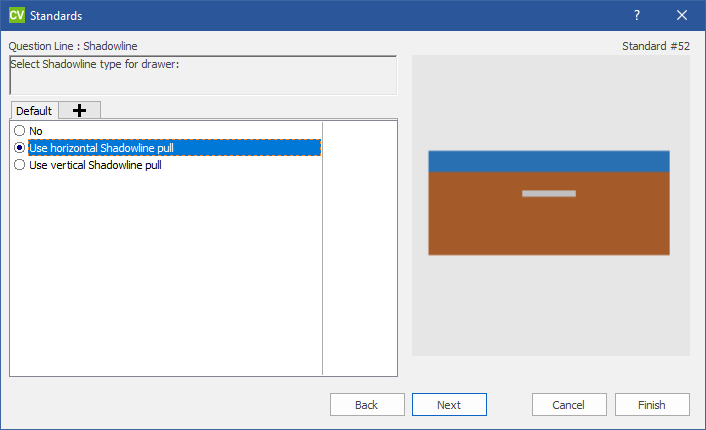 CV Standards
Question Line : Shadowline
Standard #52
Select Shadowline type for drawer:
Default
No
Use horizontal Shadowline pull
Use vertical Shadowline pull
Back
Next
Cancel
Finish